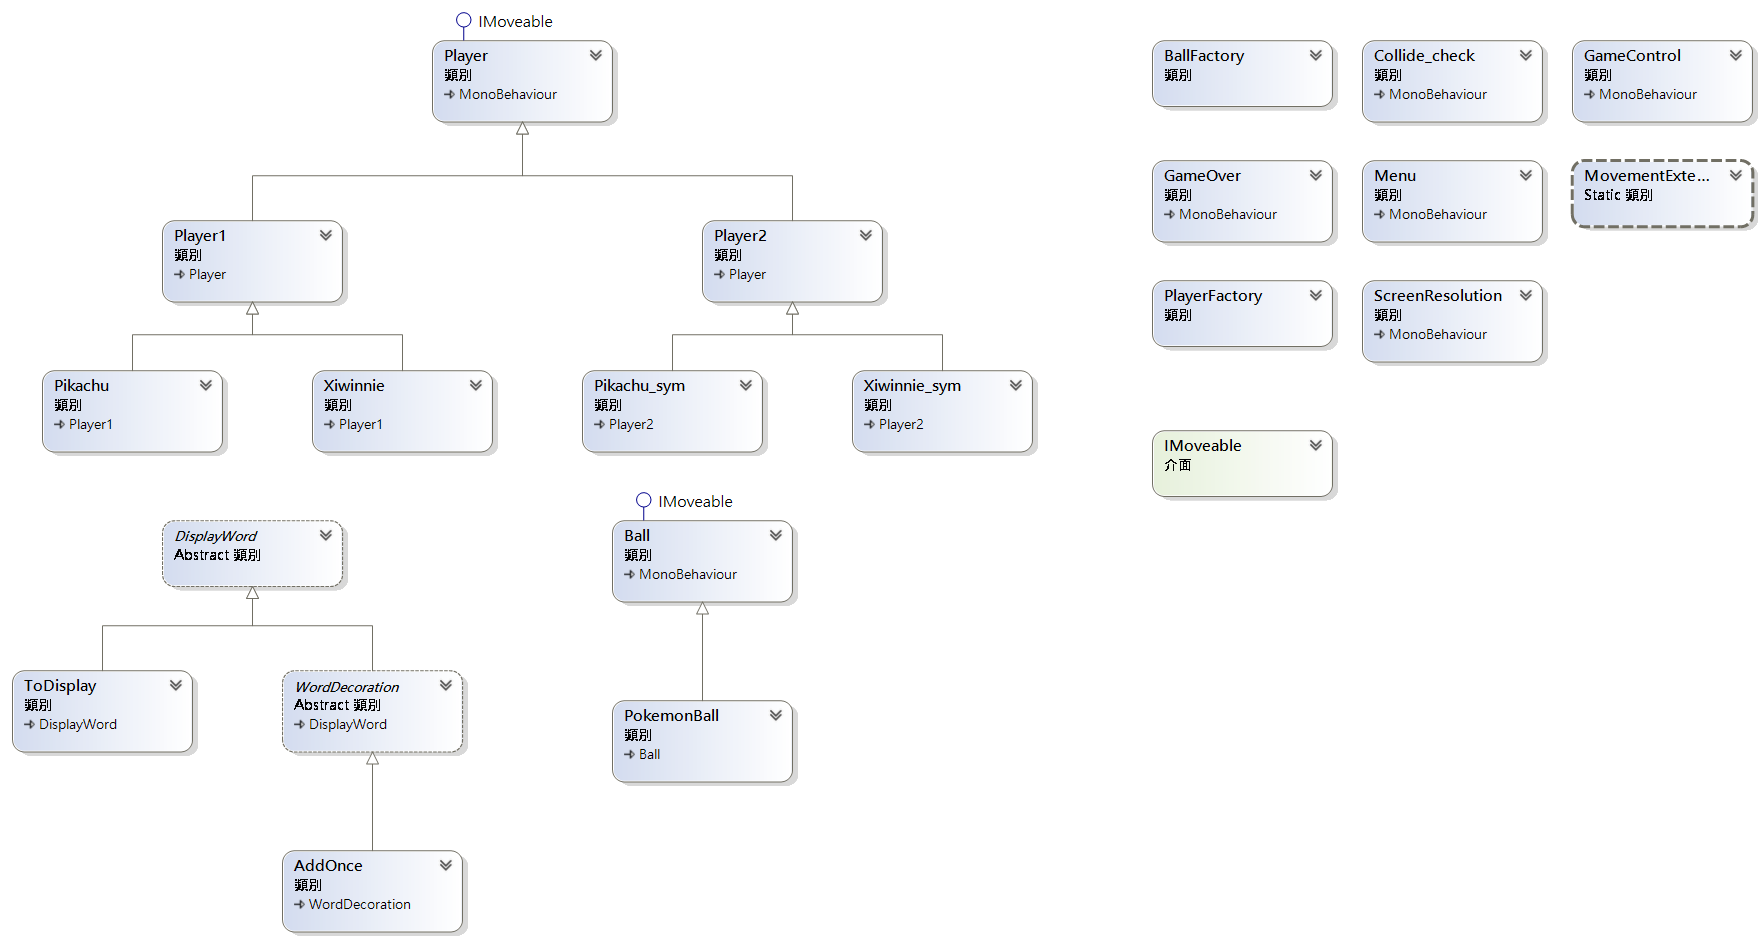 IMoveable
Player
類別
MonoBehaviour
Player1
類別
Player
Player2
類別
Player
Pikachu
類別
Player1
Xiwinnie
類別
Player1
Pikachu_sym
類別
Player2
Xiwinnie_sym
類別
Player2
DisplayWord
Abstract 類別
ToDisplay
類別
DisplayWord
WordDecoration
Abstract 類別
DisplayWord
AddOnce
類別
WordDecoration
IMoveable
Ball
類別
MonoBehaviour
PokemonBall
類別
Ball
BallFactory
類別
Collide_check
類別
MonoBehaviour
GameControl
類別
MonoBehaviour
GameOver
類別
MonoBehaviour
Menu
類別
MonoBehaviour
MovementExte...
Static 類別
PlayerFactory
類別
ScreenResolution
類別
MonoBehaviour
IMoveable
介面